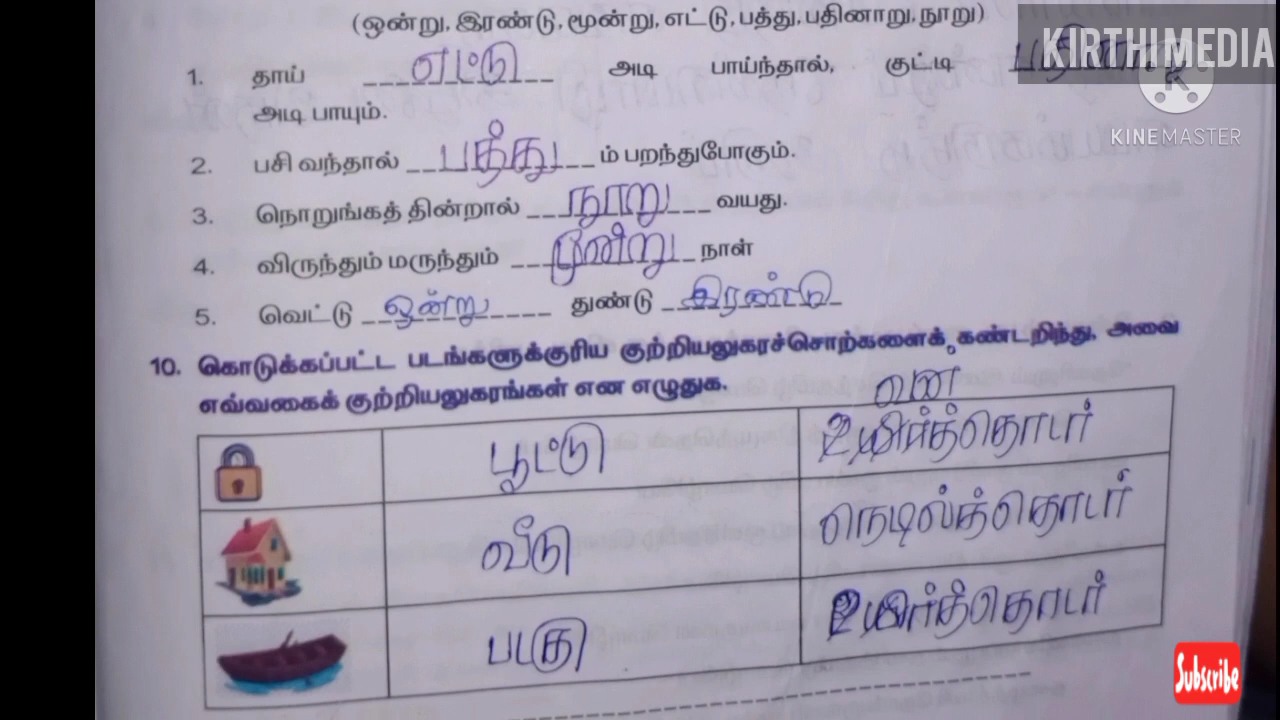 (ஒன்று, இரண்டு, மூன்று, எட்டு, பத்து, பதினாறு, நூறு)
KIRTHI MEDIA
1. தாய் எட்டு அடி பாய்ந்தால், குட்டி
அடி பாயும்.
KINEMASTER
2. பசி வந்தால் பத்து ம் பறந்துபோகும்.
3. நொறுங்கத் தின்றால் நூறு வயது.
4. விருந்தும் மருந்தும் மூன்று நாள்
5. வெட்டு ஒன்று துண்டு இரண்டு
10. கொடுக்கப்பட்ட படங்களுக்குரிய குற்றியலுகரச்சொற்களைக் கண்டறிந்து, அவை
எவ்வகைக் குற்றியலுகரங்கள் என எழுதுக.
வன
பூட்டு தொடர்
வீடு நெடில்த்தொடர்
படகு உயிர்த்தொடர்
Subscribe